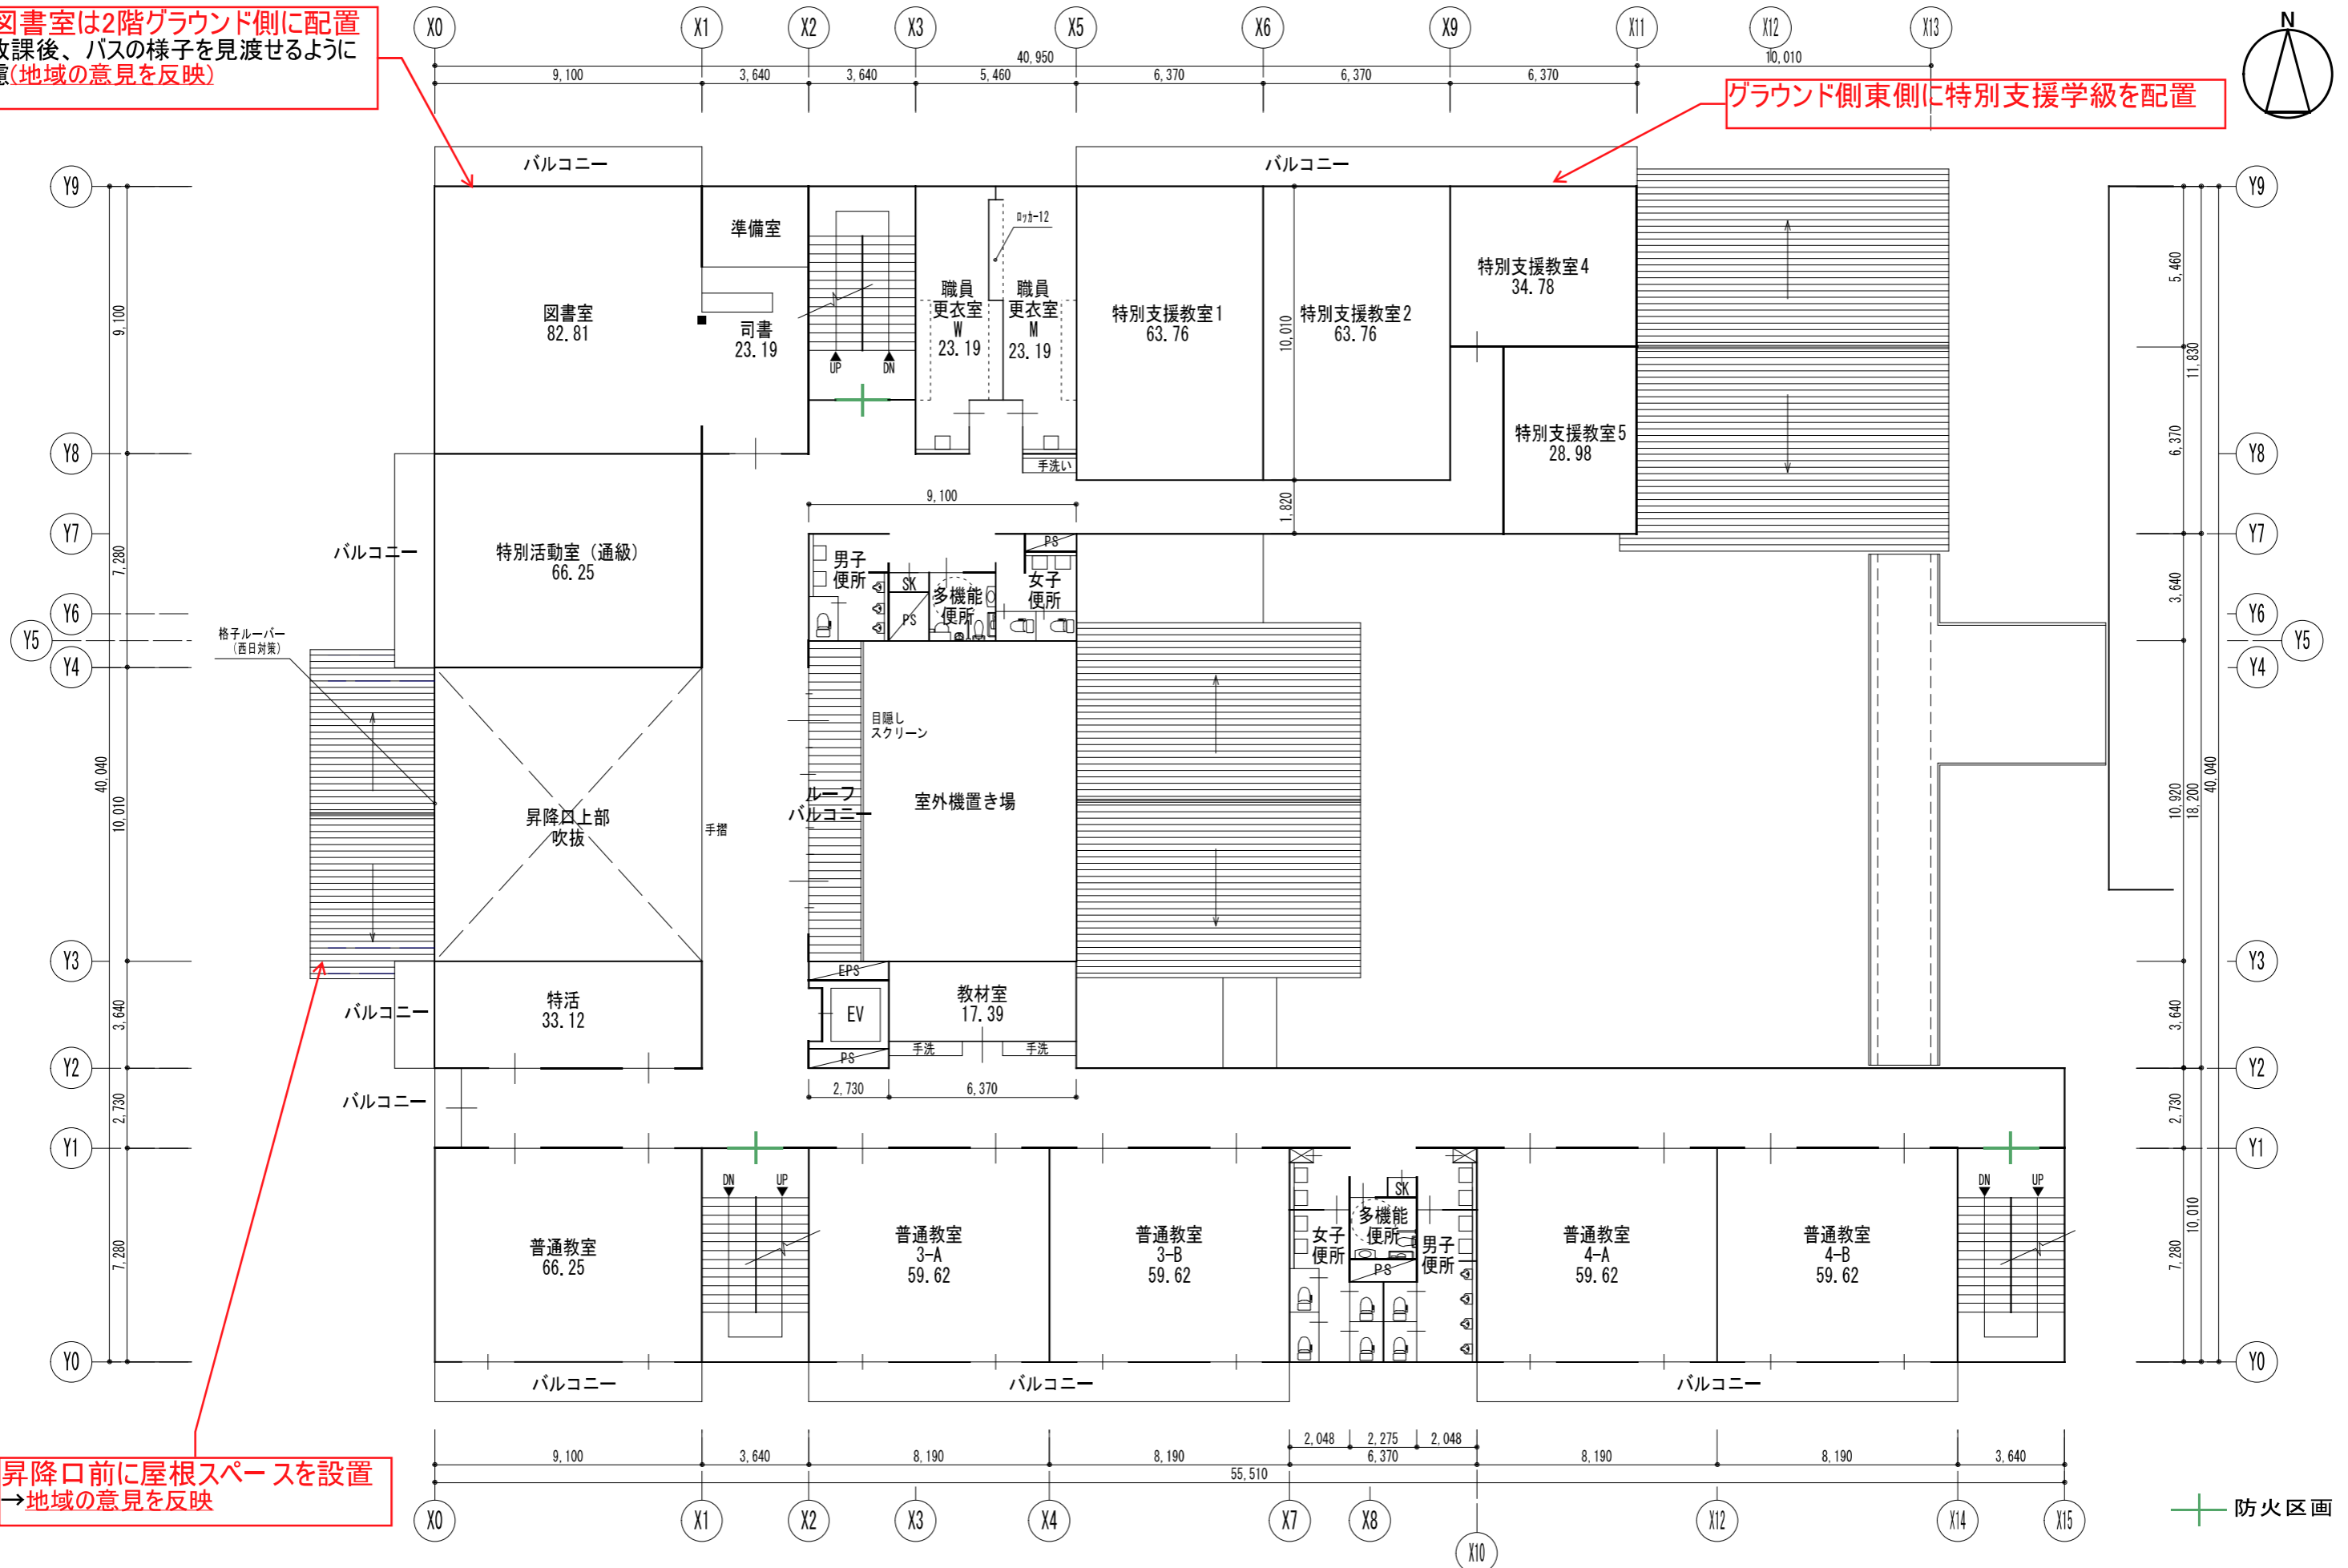 図書室は2階グラウンド側に配置
放課後、バスの様子を見渡せるように
慮(地域の意見を反映)
X0 X1 X2 X3 X5 X6 X9 X11 X12 X13
N
40,950 10,010
9,100 3,640 3,640 5,460 6,370 6,370 6,370
グラウンド側東側に特別支援学級を配置
バルコニー バルコニー
Y9 Y9
準備室
ロッカー12
5,460
特別支援教室4
34.78
職員
更衣室
W
23.19
職員
更衣室
M
23.19
図書室
82.81
司書
23.19
特別支援教室1
63.76
特別支援教室2
63.76
10,010
9,100
11,830
UP DN
特別支援教室5
28.98
6,370
Y8 Y8
手洗い
9,100
1,820
Y7 Y7
バルコニー
特別活動室(通級)
66.25
7,280
PS
男子
便所
SK
PS
多機能
便所
女子
便所
3,640
Y6 Y6
Y5 Y5
Y4 Y4
格子ルーバー
(西日対策)
目隠し
スクリーン
ルーフ
バルコニー
室外機置き場
昇降口上部
吹抜
手摺
40,040
10,010
10,920
18,200
40,040
Y3 Y3
EPS
特活
33.12
EV
教材室
17.39
バルコニー
3,640 3,640
PS
手洗 手洗
Y2 Y2
2,730 6,370
バルコニー
2,730 2,730
Y1 Y1
DN UP
DN UP
SK
普通教室
66.25
普通教室
3-A
59.62
普通教室
3-B
59.62
女子
便所
多機能
便所
男子
便所
PS
普通教室
4-A
59.62
普通教室
4-B
59.62
7,280
7,280
10,010
Y0 Y0
バルコニー バルコニー バルコニー
2,048 2,275 2,048
9,100 3,640 8,190 8,190 6,370 8,190 8,190 3,640
55,510
昇降口前に屋根スペースを設置
→地域の意見を反映
X0 X1 X2 X3 X4 X7 X8 X10 X12 X14 X15
防火区画